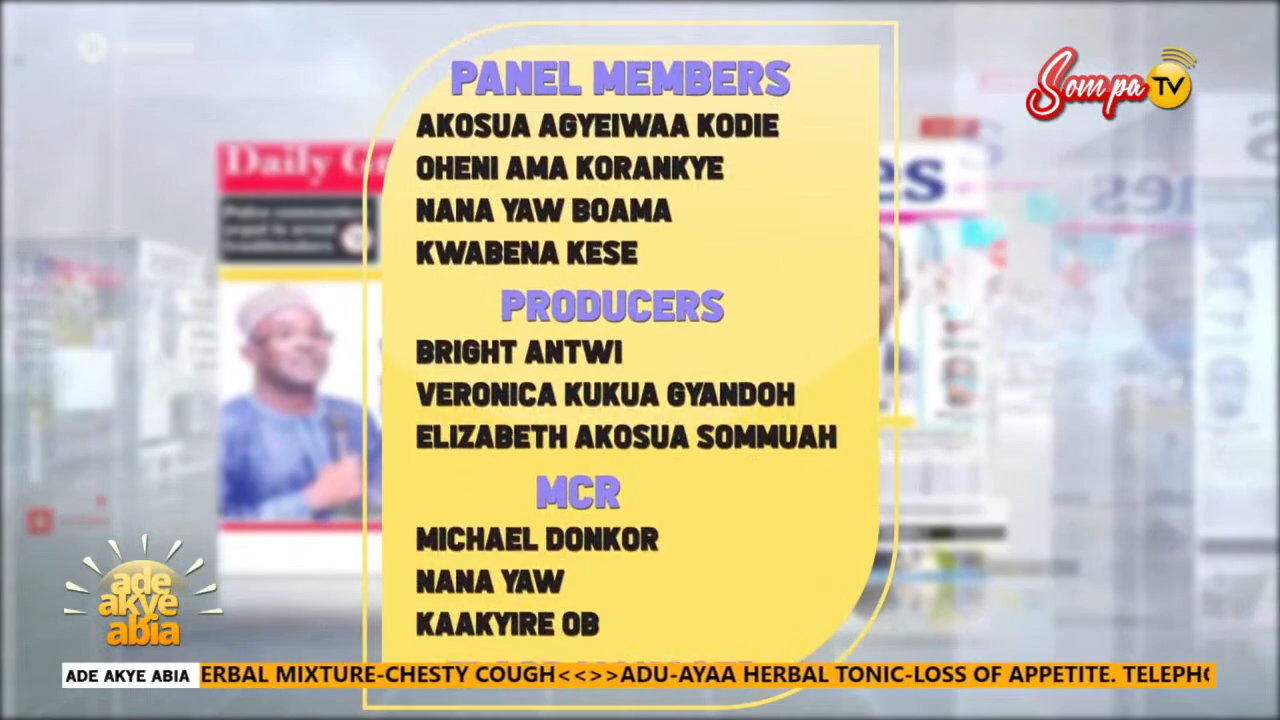 Som pa TV
PANEL MEMBERS
AKOSUA AGYEIWAA KODIE
OHENI AMA KORANKYE
NANA YAW BOAMA
KWABENA KESE
PRODUCERS
BRIGHT ANTWI
VERONICA KUKUA GYANDOH
ELIZABETH AKOSUA SOMMUAH
MCR
MICHAEL DONKOR
NANA YAW
KAAKYIRE OB
Daily
ade
akye
abia
ADE AKYE ABIA
ERBAL MIXTURE-CHESTY COUGH<<>>ADU-AYAA HERBAL TONIC-LOSS OF APPETITE. TELEPH